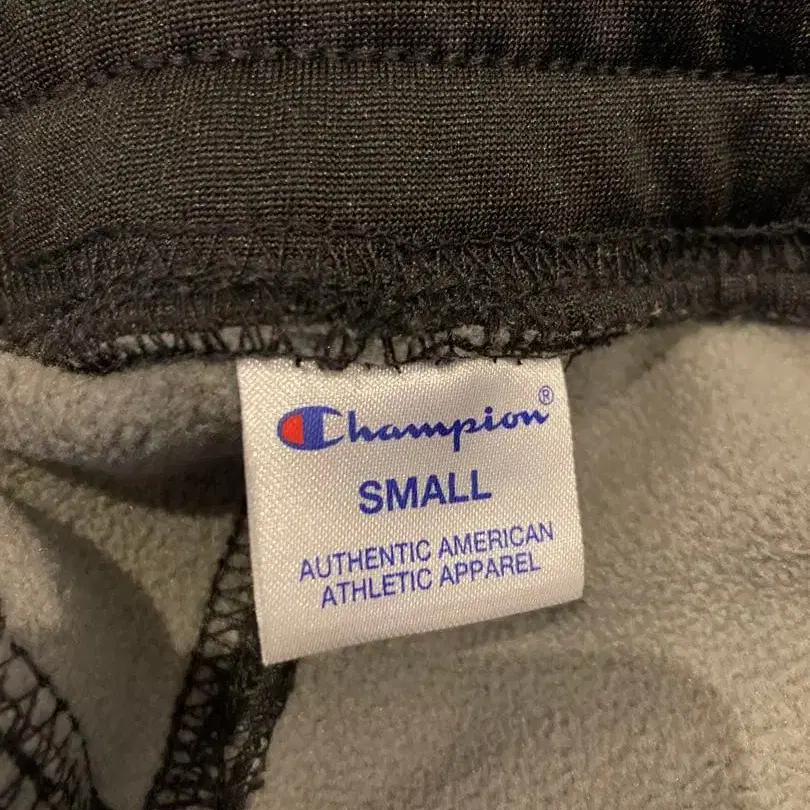 Champion®
SMALL
AUTHENTIC AMERICAN
ATHLETIC APPAREL